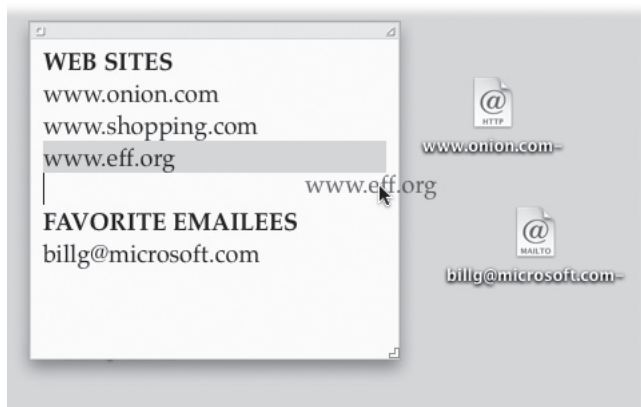 WEB SITES
www.onion.com
www.shopping.com
www.eff.org
www.eff.org
FAVORITE EMAILEES
billg@microsoft.com
@
HTTP
www.onion.com~
@
MAILTO
billg@microsoft.com~